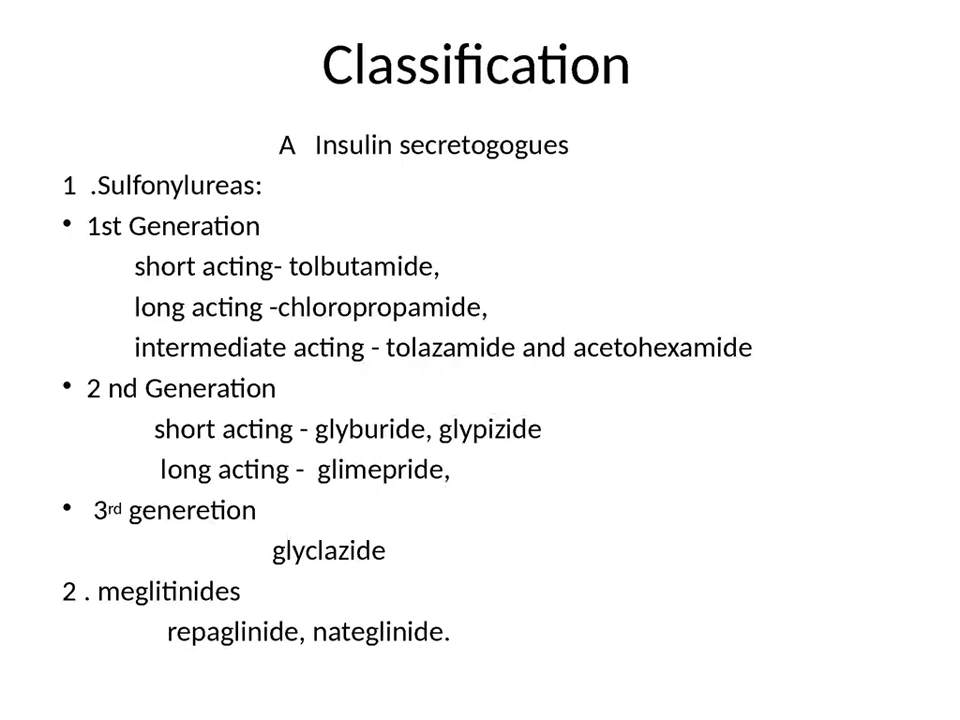 Classification
A Insulin secretogogues
1 .Sulfonylureas:
• 1st Generation
short acting- tolbutamide,
long acting -chloropropamide,
intermediate acting - tolazamide and acetohexamide
• 2 nd Generation
short acting - glyburide, glypizide
long acting - glimepride,
• 3rd generetion
glyclazide
2 . meglitinides
repaglinide, nateglinide.